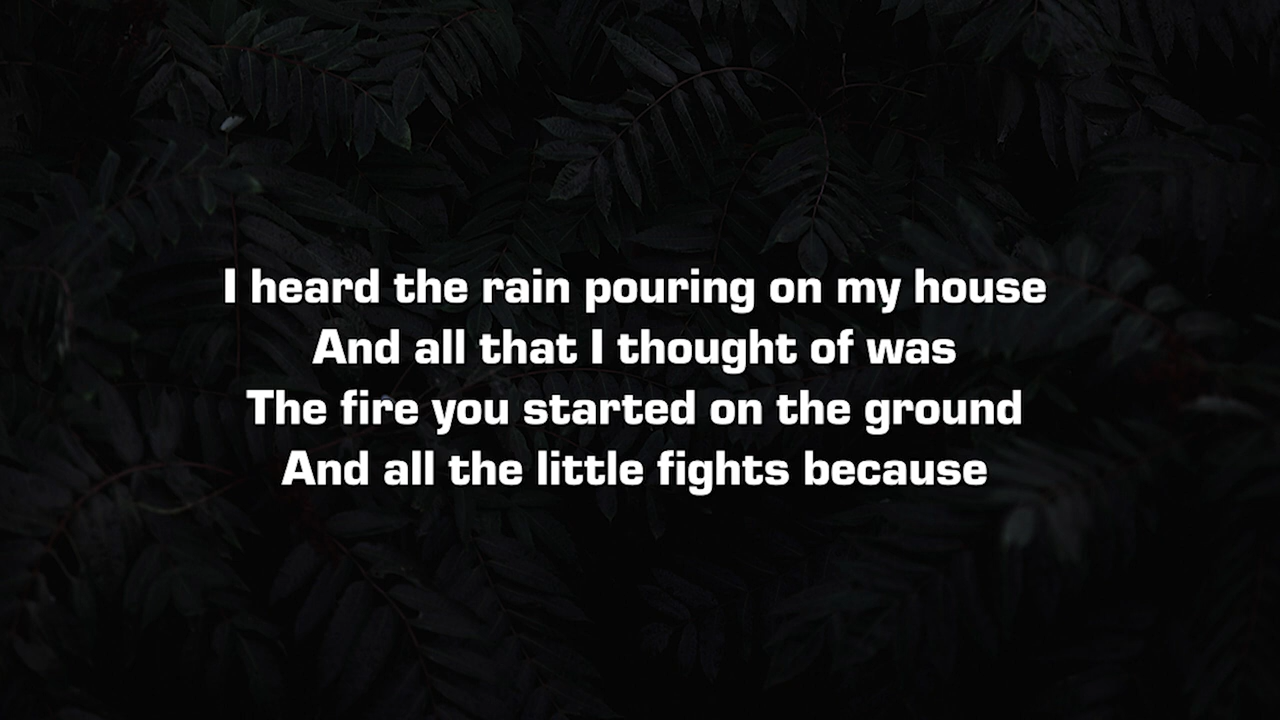 I heard the rain pouring on my house
And all that I thought of was
The fire you started on the ground
And all the little fights because